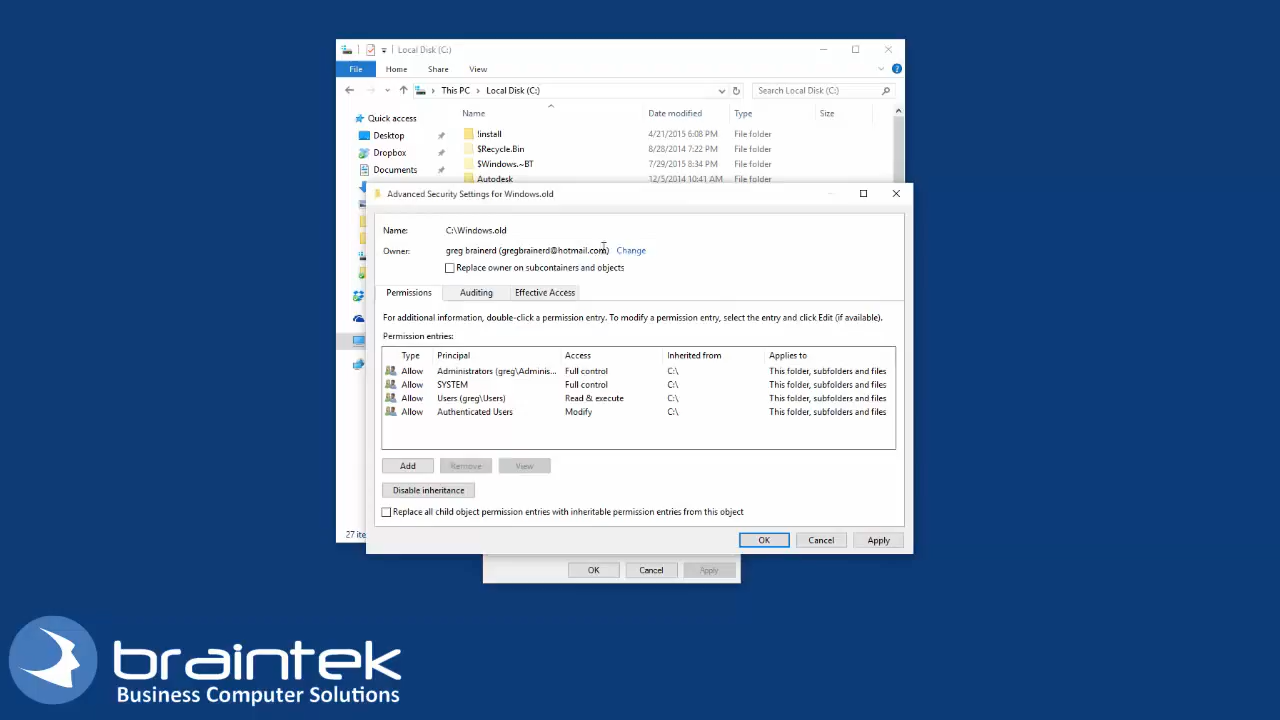 Local Disk (C:)
File Home Share View
This PC Local Disk (C:) Search Local Disk (C:)
Name Date modified Type Size
Quick access
Desktop
Dropbox
Documents
!install 4/21/2015 6:08 PM File folder
$Recycle.Bin 8/28/2014 7:22 PM File folder
$Windows.~BT 7/29/2015 8:34 PM File folder
Autodesk 12/5/2014 10:41 AM File folder
Advanced Security Settings for Windows.old
Name: C:\Windows.old
Owner: greg brainerd (gregbrainerd@hotmail.com) Change
Replace owner on subcontainers and objects
Permissions Auditing Effective Access
For additional information, double-click a permission entry. To modify a permission entry, select the entry and click Edit (if available).
Permission entries:
Type Principal Access Inherited from Applies to
Allow Administrators (greg\Adminis... Full control C:\ This folder, subfolders and files
Allow SYSTEM Full control C:\ This folder, subfolders and files
Allow Users (greg\Users) Read & execute C:\ This folder, subfolders and files
Allow Authenticated Users Modify C:\ This folder, subfolders and files
Add Remove View
Disable inheritance
Replace all child object permission entries with inheritable permission entries from this object
27 ite
OK Cancel Apply
OK Cancel Apply
braintek
Business Computer Solutions